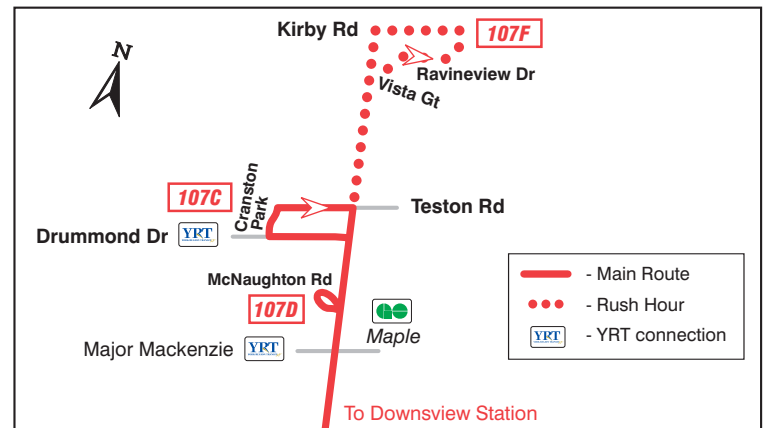 Kirby Rd
107F
N
Ravineview Dr
Vista Gt
107C
Cranston
Park
Teston Rd
Drummond Dr
YRT
McNaughton Rd
107D
- Main Route
- Rush Hour
YRT
- YRT connection
GO
Maple
Major Mackenzie
YRT
To Downsview Station